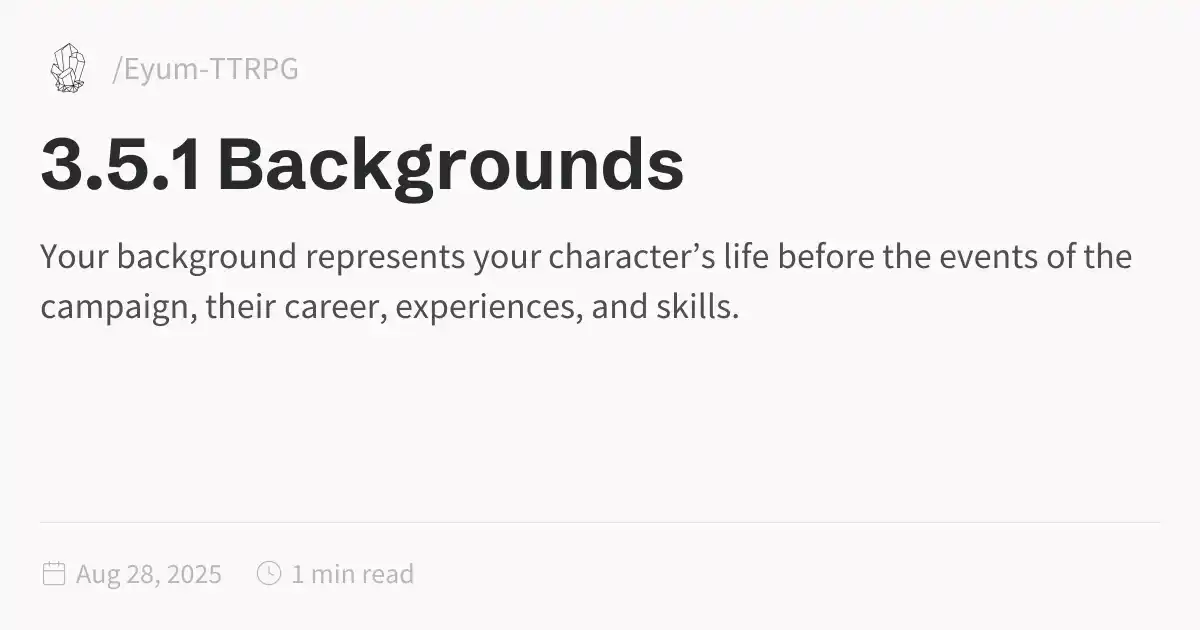 /Eyum-TTRPG
3.5.1 Backgrounds
Your background represents your character’s life before the events of the
campaign, their career, experiences, and skills.
Aug 28, 2025 1 min read